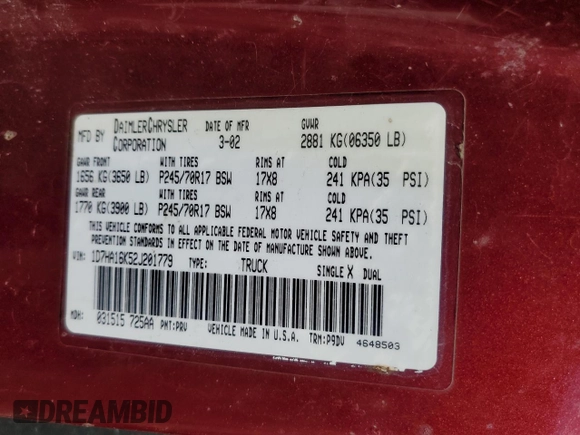 MFD BY DAIMLERCHRYSLER CORPORATION DATE OF MFR 3-02 GVWR 2881 KG(06350 LB)
GAWR FRONT WITH TIRES RIMS AT COLD
1656 KG(3650 LB) P245/70R17 BSW 17X8 241 KPA(35 PSI)
GAWR REAR WITH TIRES RIMS AT COLD
1770 KG(3900 LB) P245/70R17 BSW 17X8 241 KPA(35 PSI)
THIS VEHICLE CONFORMS TO ALL APPLICABLE FEDERAL MOTOR VEHICLE SAFETY AND THEFT
PREVENTION STANDARDS IN EFFECT ON THE DATE OF MANUFACTURE SHOWN ABOVE.
VIN: 1D7HA16K52J201779 TYPE: TRUCK SINGLE X DUAL
MDH: 031515 725AA PNT:PRV VEHICLE MADE IN U.S.A. TRM:P9DV 4648503
DREAMBID